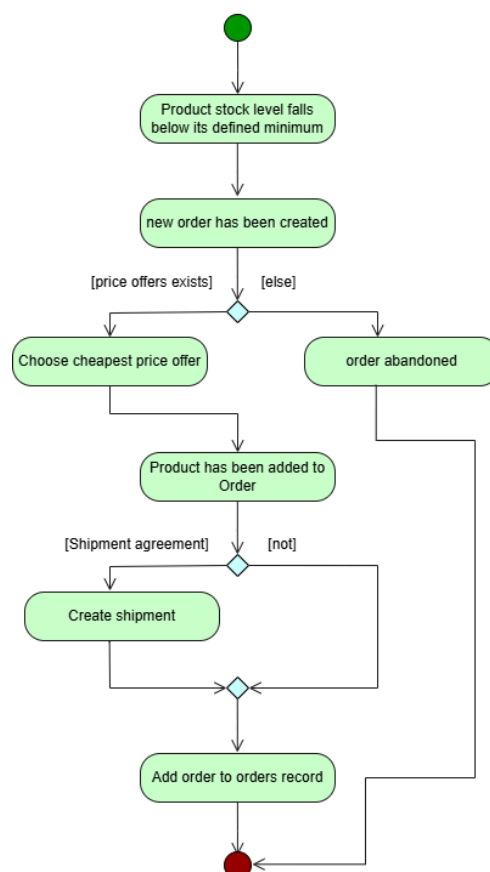 Product stock level falls
below its defined minimum
new order has been created
[price offers exists]
[else]
Choose cheapest price offer
order abandoned
Product has been added to
Order
[Shipment agreement]
[not]
Create shipment
Add order to orders record